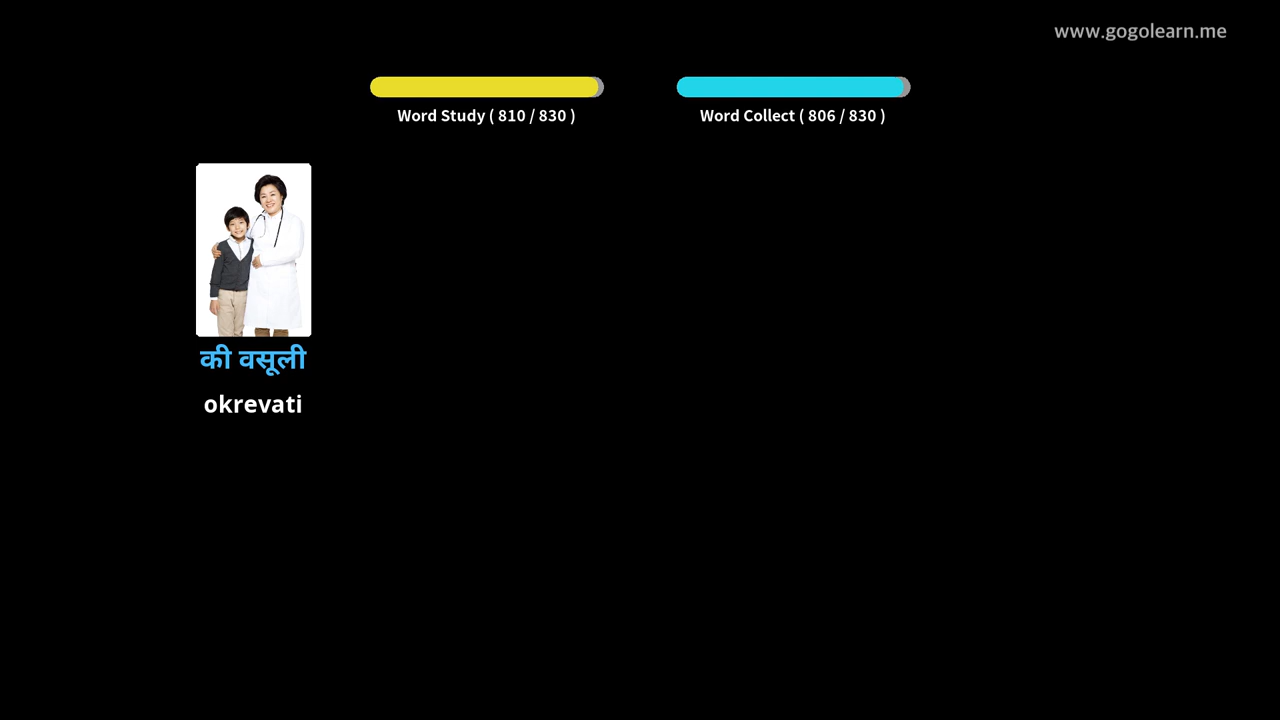 www.gogolearn.me
Word Study ( 810 / 830 )
Word Collect ( 806 / 830 )
की वसूली
okrevati